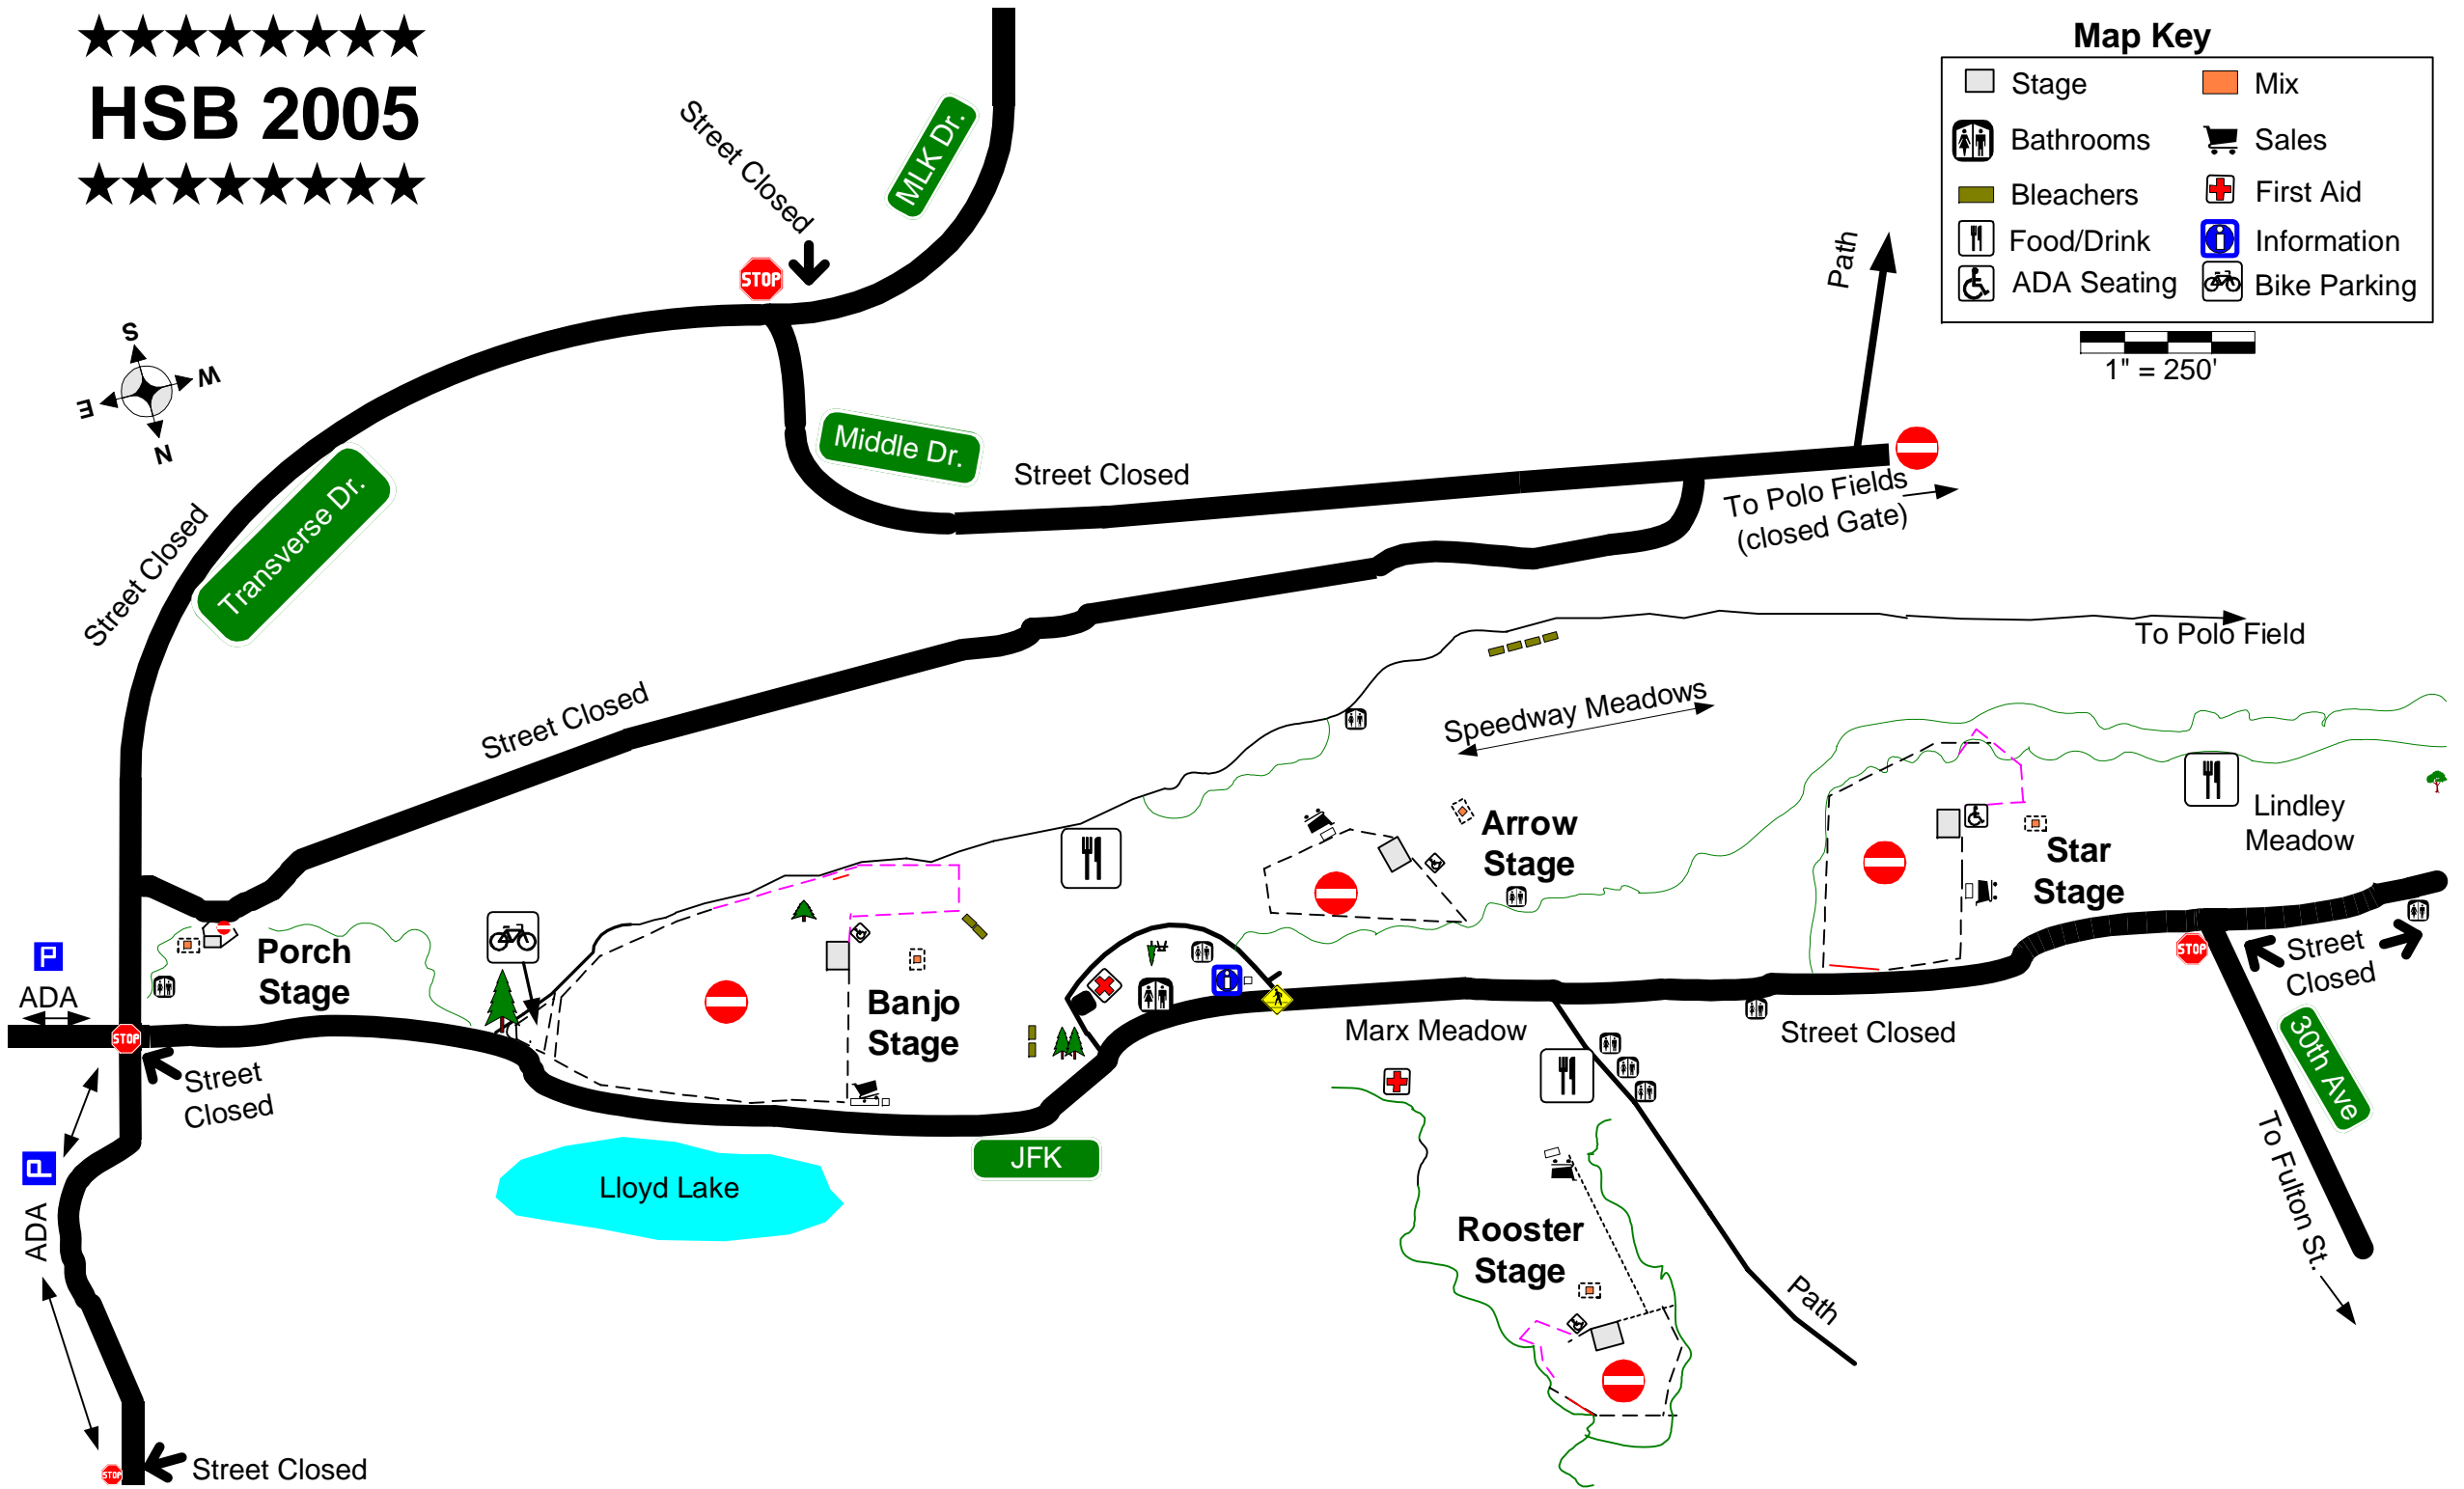 HSB 2005
Map Key
Stage
Mix
Bathrooms
Sales
Bleachers
First Aid
Food/Drink
Information
ADA Seating
Bike Parking
1" = 250'
MLK Dr.
Street Closed
STOP
Path
S
W
E
N
Middle Dr.
Street Closed
To Polo Fields
(closed Gate)
Transverse Dr.
Street Closed
To Polo Field
Street Closed
Speedway Meadows
Arrow
Stage
Star
Stage
Lindley
Meadow
Porch
Stage
P
ADA
STOP
Street
Closed
Banjo
Stage
Marx Meadow
Street Closed
STOP
Street
Closed
30th Ave
To Fulton St.
JFK
Lloyd Lake
P
ADA
Rooster
Stage
Path
STOP
Street Closed